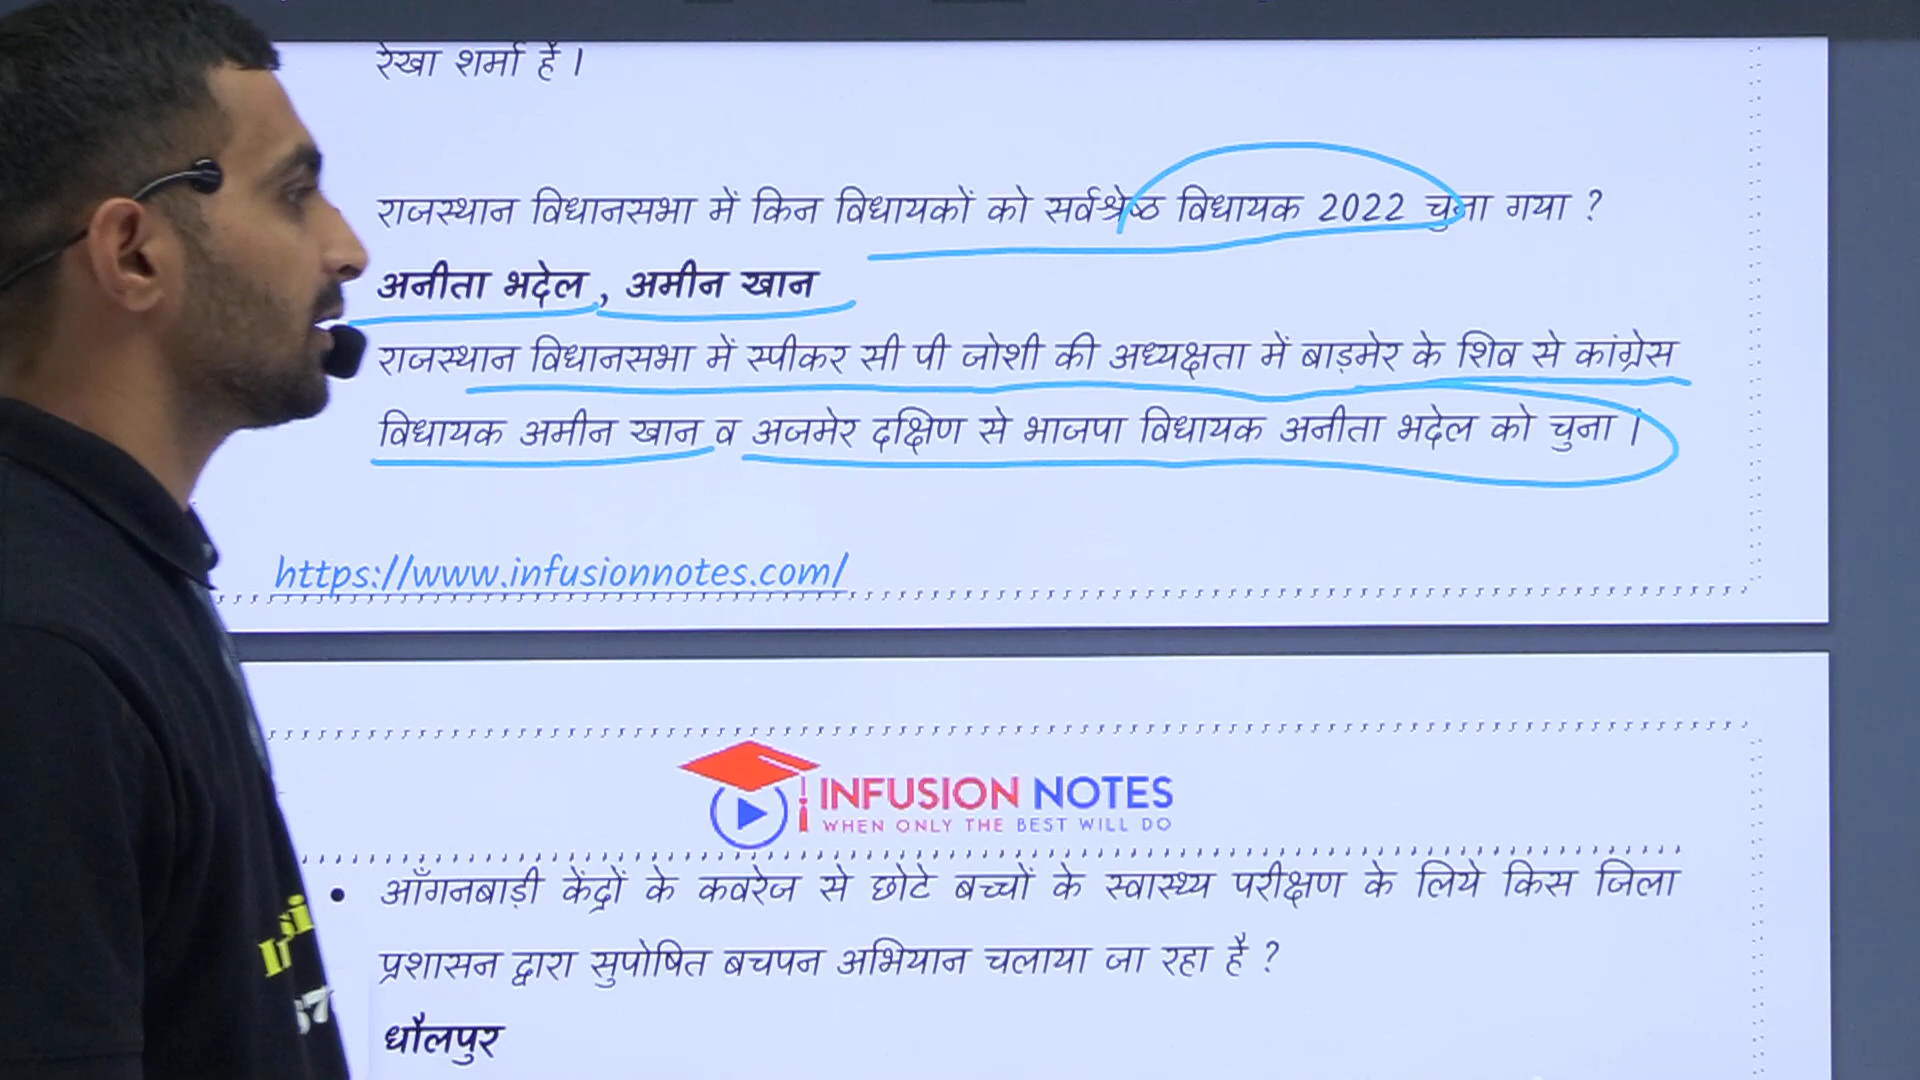 रेखा शर्मा हैं ।
राजस्थान विधानसभा में किन विधायकों को सर्वश्रेष्ठ विधायक 2022 चुना गया ?
अनीता भदेल , अमीन खान
राजस्थान विधानसभा में स्पीकर सी पी जोशी की अध्यक्षता में बाड़मेर के शिव से कांग्रेस
विधायक अमीन खान व अजमेर दक्षिण से भाजपा विधायक अनीता भदेल को चुना ।
https://www.infusionnotes.com/
INFUSION NOTES
WHEN ONLY THE BEST WILL DO
• आँगनबाड़ी केंद्रों के कवरेज से छोटे बच्चों के स्वास्थ्य परीक्षण के लिये किस जिला
प्रशासन द्वारा सुपोषित बचपन अभियान चलाया जा रहा है ?
धौलपुर